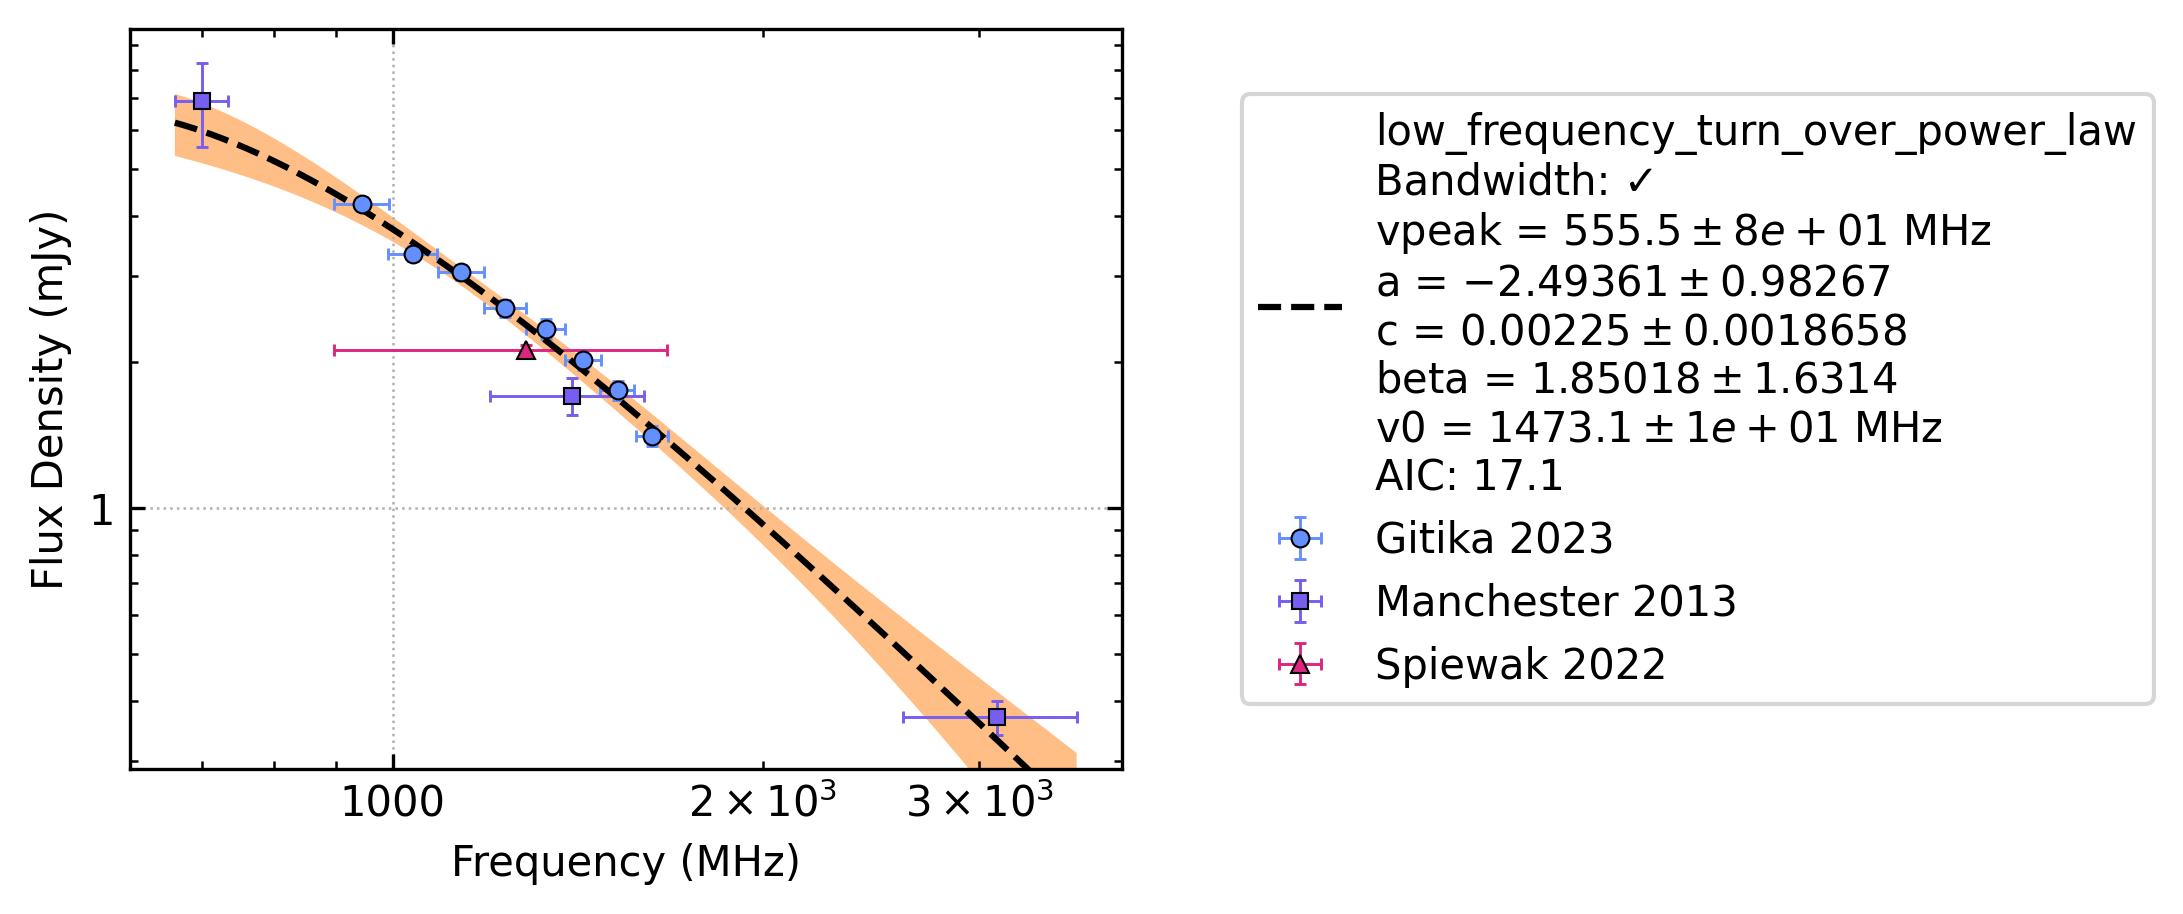 Flux Density (mJy)
1
1000
2 × 10³
3 × 10³
Frequency (MHz)
low_frequency_turn_over_power_law
Bandwidth: ✓
vpeak = 555.5 ± 8e + 01 MHz
a = −2.49361 ± 0.98267
c = 0.00225 ± 0.0018658
beta = 1.85018 ± 1.6314
v0 = 1473.1 ± 1e + 01 MHz
AIC: 17.1
Gitika 2023
Manchester 2013
Spiewak 2022